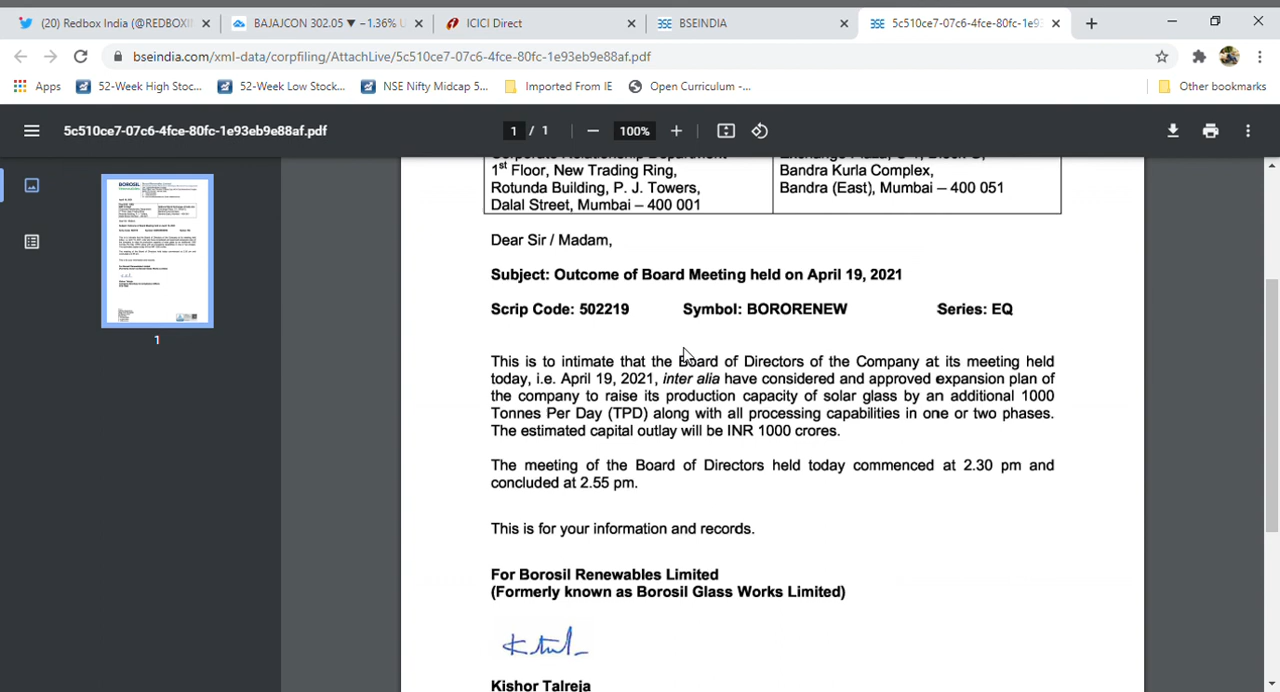 (20) Redbox India (@REDBOXIN
BAJAJCON 302.05 ▼ −1.36% U
ICICI Direct
BSEINDIA
5c510ce7-07c6-4fce-80fc-1e93
bseindia.com/xml-data/corpfiling/AttachLive/5c510ce7-07c6-4fce-80fc-1e93eb9e88af.pdf
Apps
52-Week High Stoc...
52-Week Low Stock...
NSE Nifty Midcap 5...
Imported From IE
Open Curriculum -...
Other bookmarks
5c510ce7-07c6-4fce-80fc-1e93eb9e88af.pdf
1 / 1
100%
Corporate Relationship Department
1st Floor, New Trading Ring,
Rotunda Building, P. J. Towers,
Dalal Street, Mumbai – 400 001
Bandra Kurla Complex,
Bandra (East), Mumbai – 400 051
BOROSIL
1
Dear Sir / Madam,
Subject: Outcome of Board Meeting held on April 19, 2021
Scrip Code: 502219 Symbol: BORORENEW Series: EQ
This is to intimate that the Board of Directors of the Company at its meeting held
today, i.e. April 19, 2021, inter alia have considered and approved expansion plan of
the company to raise its production capacity of solar glass by an additional 1000
Tonnes Per Day (TPD) along with all processing capabilities in one or two phases.
The estimated capital outlay will be INR 1000 crores.
The meeting of the Board of Directors held today commenced at 2.30 pm and
concluded at 2.55 pm.
This is for your information and records.
For Borosil Renewables Limited
(Formerly known as Borosil Glass Works Limited)
Kishor Talreja